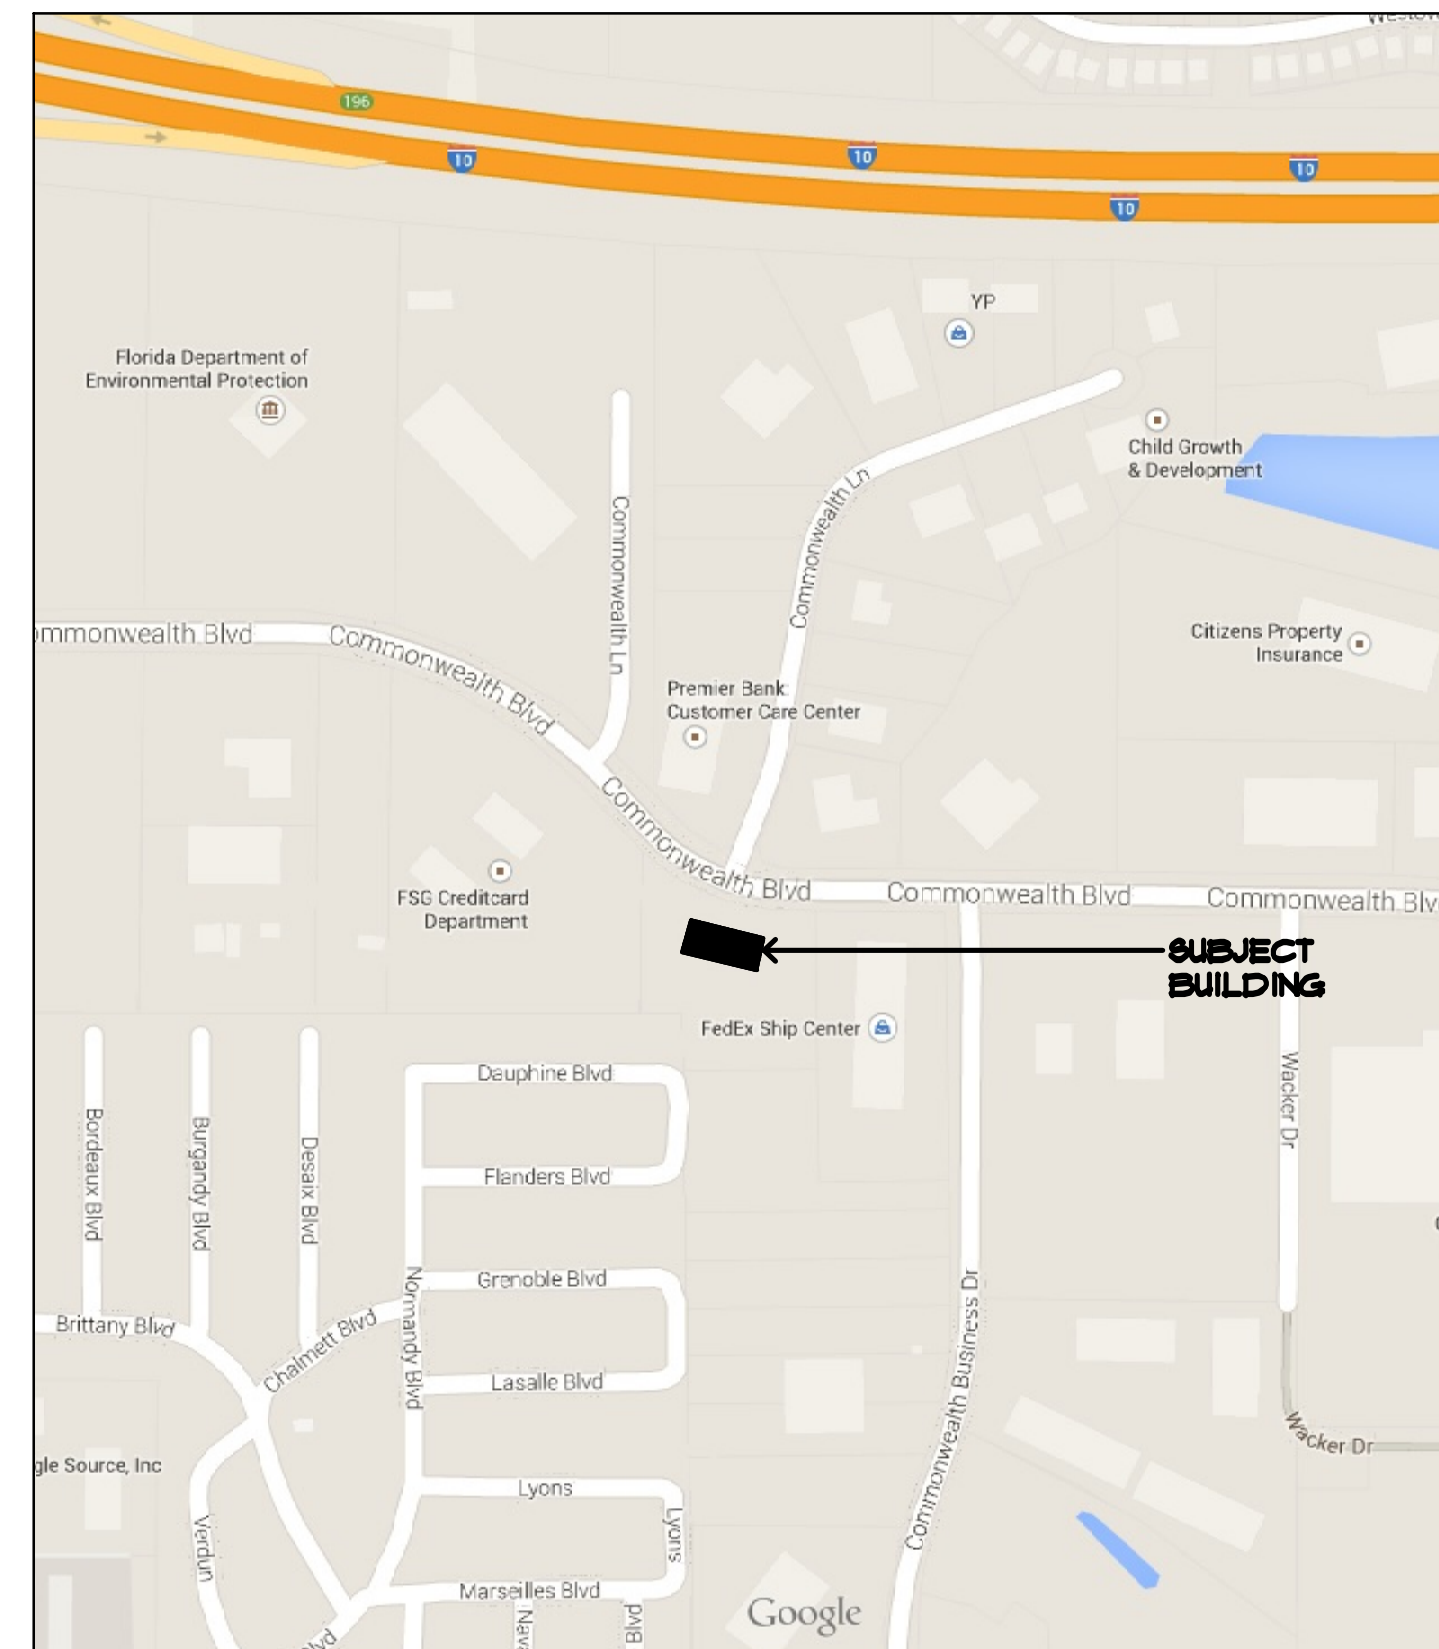 196
10
10
10
10
YP
Florida Department of
Environmental Protection
Child Growth
& Development
Commonwealth Ln
Commonwealth Ln
Citizens Property
Insurance
ommonwealth Blvd
Commonwealth Blvd
Premier Bank
Customer Care Center
Commonwealth Blvd
Commonwealth Blvd
Commonwealth Blv
FSG Creditcard
Department
SUBJECT
BUILDING
FedEx Ship Center
Dauphine Blvd
Wacker Dr
Bordeaux Blvd
Burgandy Blvd
Desaix Blvd
Flanders Blvd
Grenoble Blvd
Normandy Blvd
Brittany Blvd
Chalmett Blvd
Lasalle Blvd
Commonwealth Business Dr
Wacker Dr
gle Source, Inc
Lyons
Lyons
Verdun
Marseilles Blvd
Nav
Blvd
lvd
Google